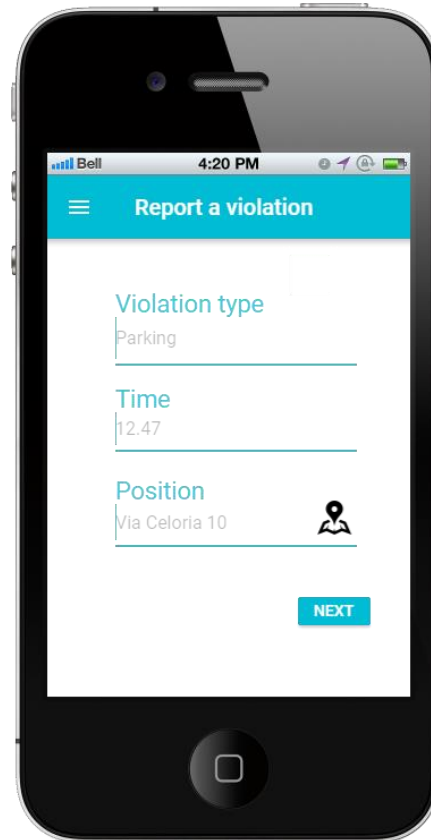 Bell 4:20 PM
Report a violation
Violation type
Parking
Time
12.47
Position
Via Celoria 10
NEXT